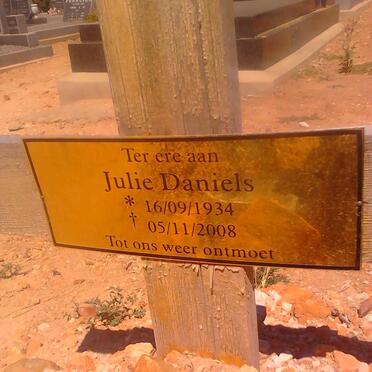 Ter ere aan
Julie Daniels
* 16/09/1934
† 05/11/2008
Tot ons weer ontmoet